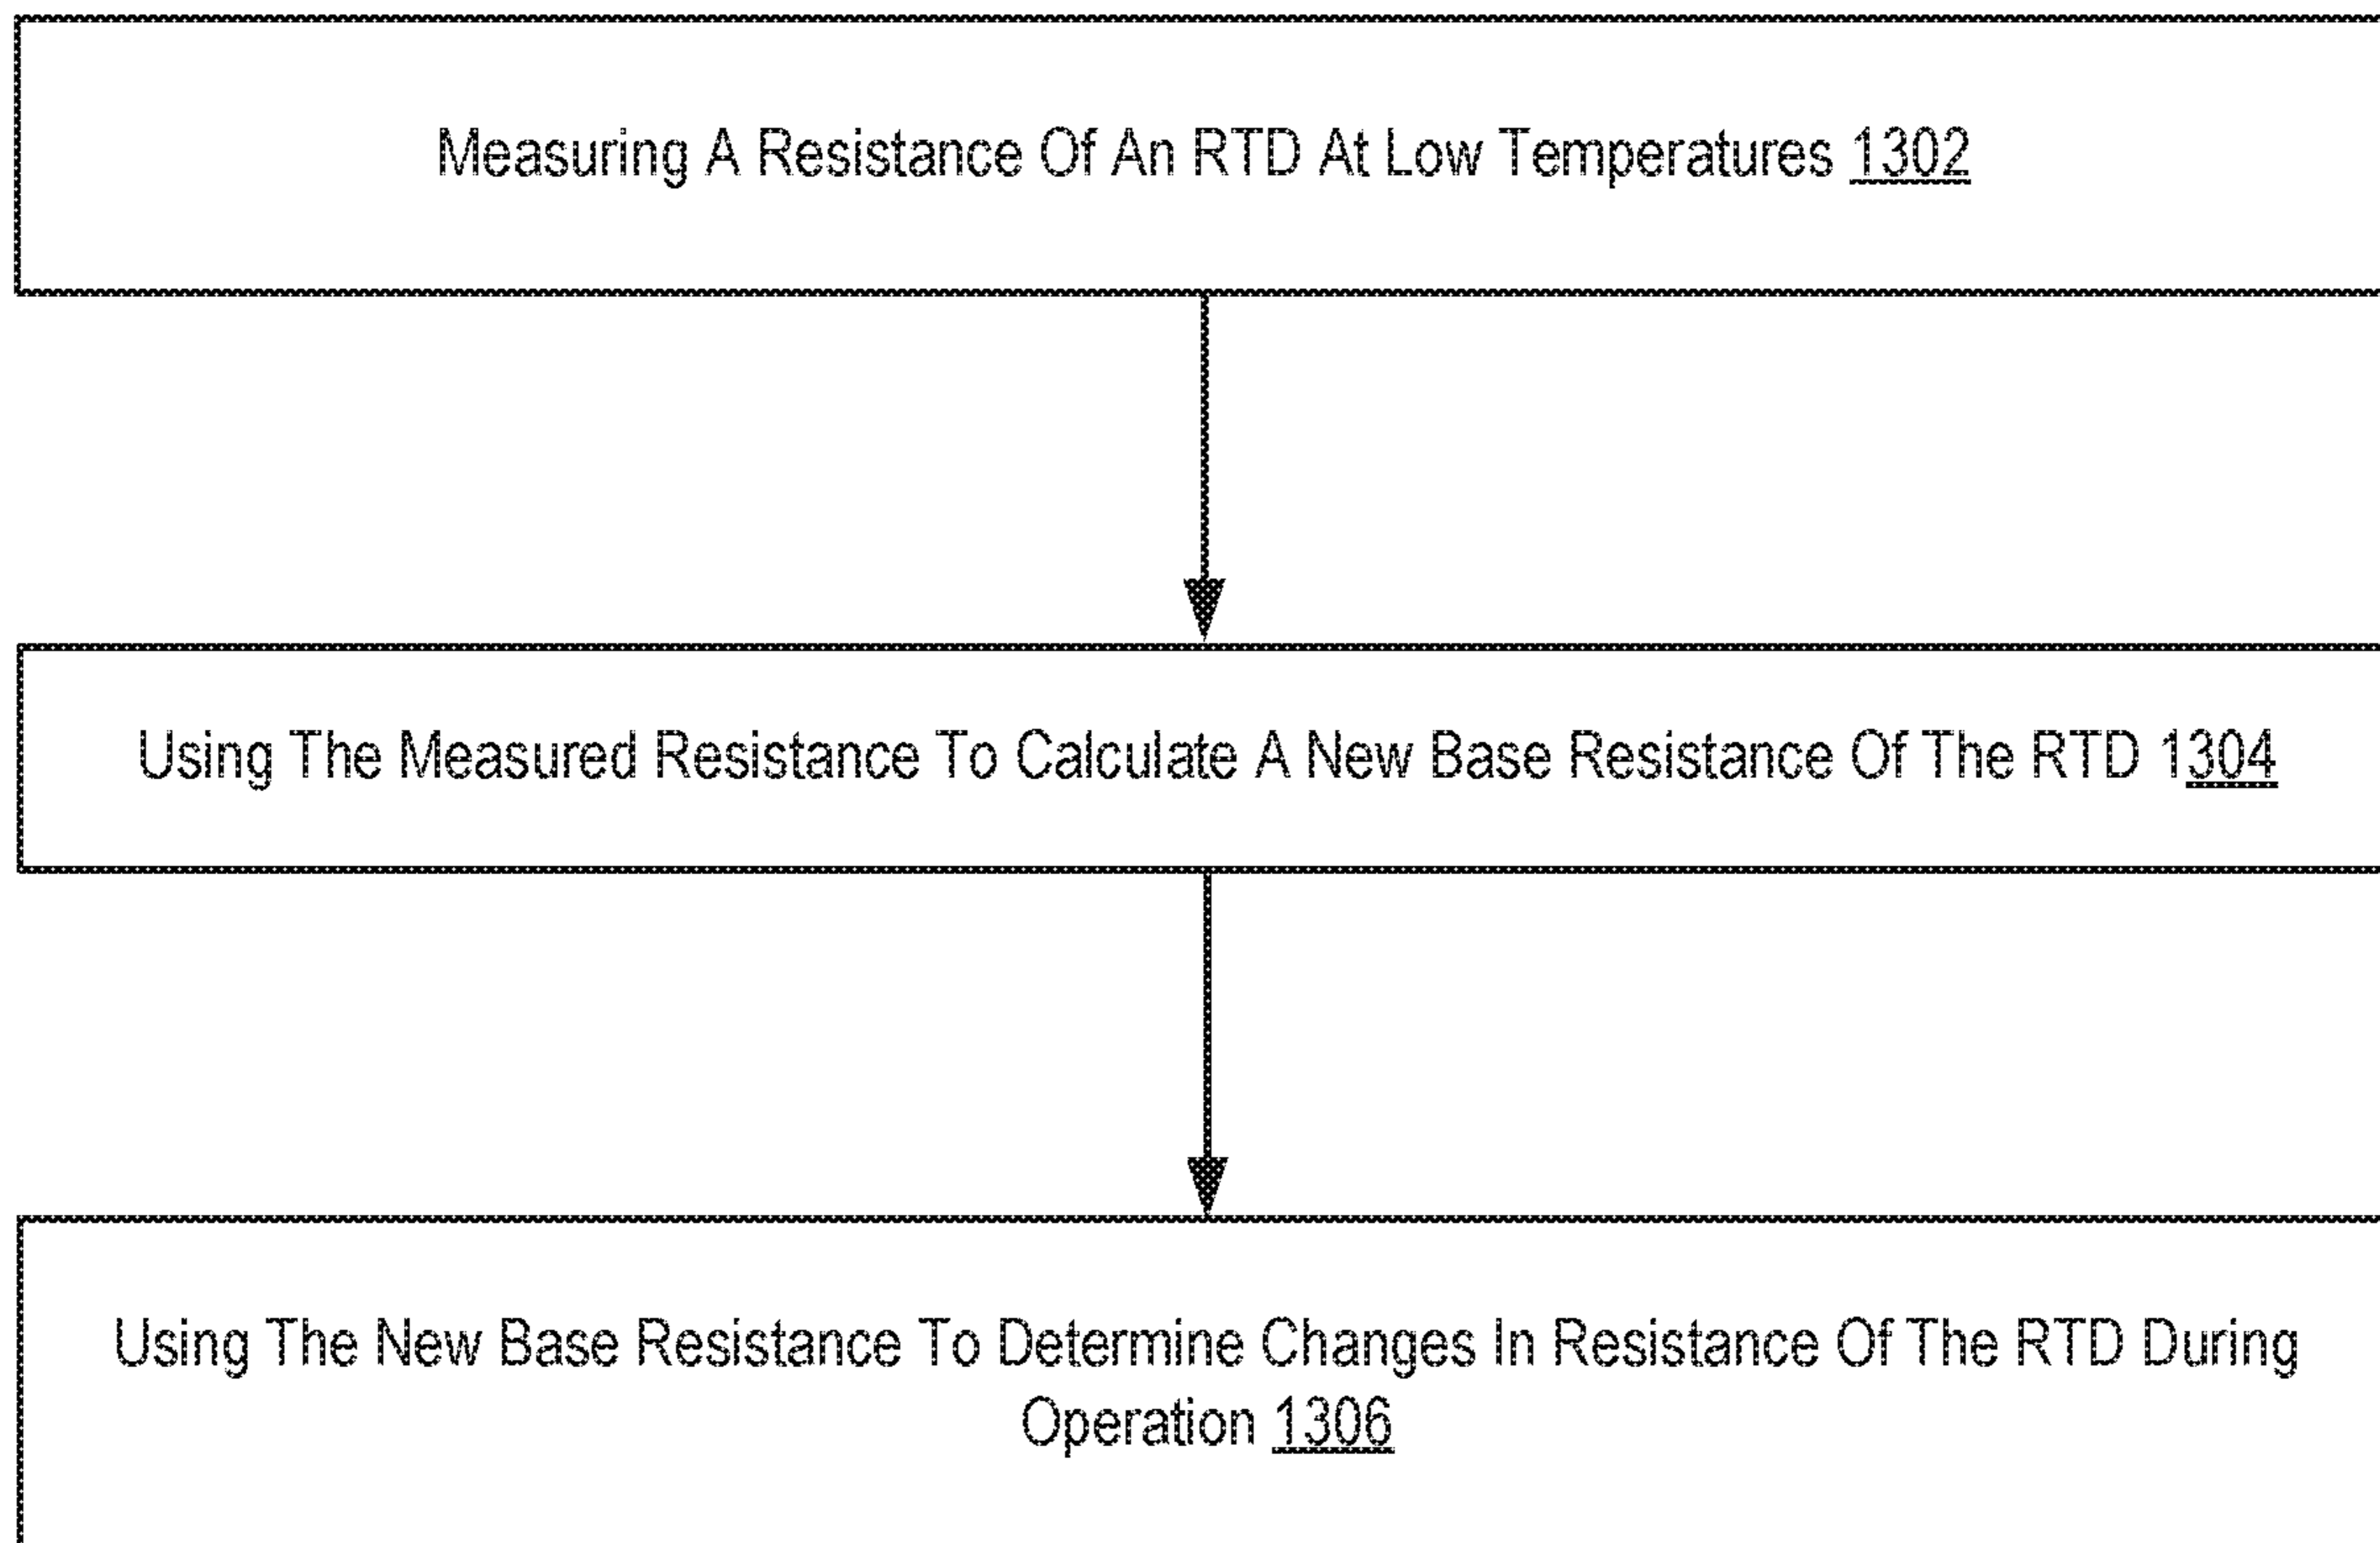 Measuring A Resistance Of An RTD At Low Temperatures 1302
Using The Measured Resistance To Calculate A New Base Resistance Of The RTD 1304
Using The New Base Resistance To Determine Changes In Resistance Of The RTD During
Operation 1306